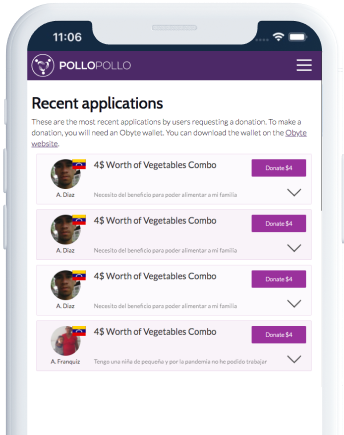 11:06
POLLOPOLLO
Recent applications
These are the most recent applications by users requesting a donation. To make a
donation, you will need an Obyte wallet. You can download the wallet on the Obyte
website.
4$ Worth of Vegetables Combo
Donate $4
A. Diaz
Necesito del beneficio para poder alimentar a mi familia
4$ Worth of Vegetables Combo
Donate $4
A. Diaz
Necesito del beneficio para poder alimentar a mi familia
4$ Worth of Vegetables Combo
Donate $4
A. Diaz
Necesito del beneficio para poder alimentar a mi familia
4$ Worth of Vegetables Combo
Donate $4
A. Franquiz
Tengo una niña de pequeña y por la pandemia no he podido trabajar